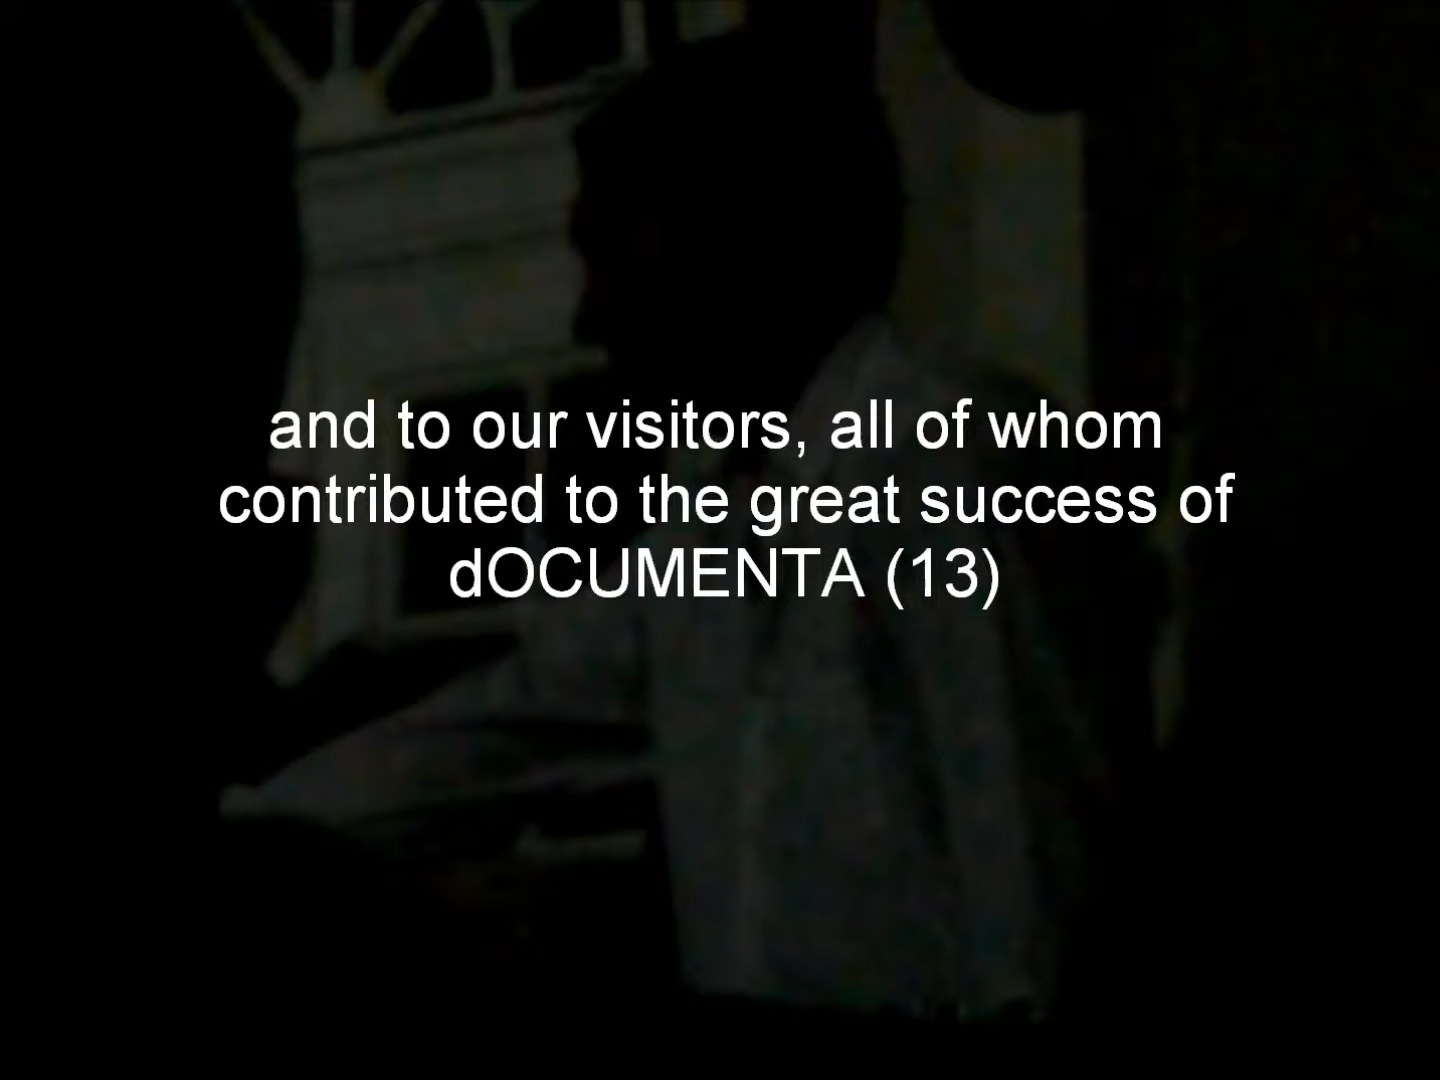 and to our visitors, all of whom
contributed to the great success of
dOCUMENTA (13)